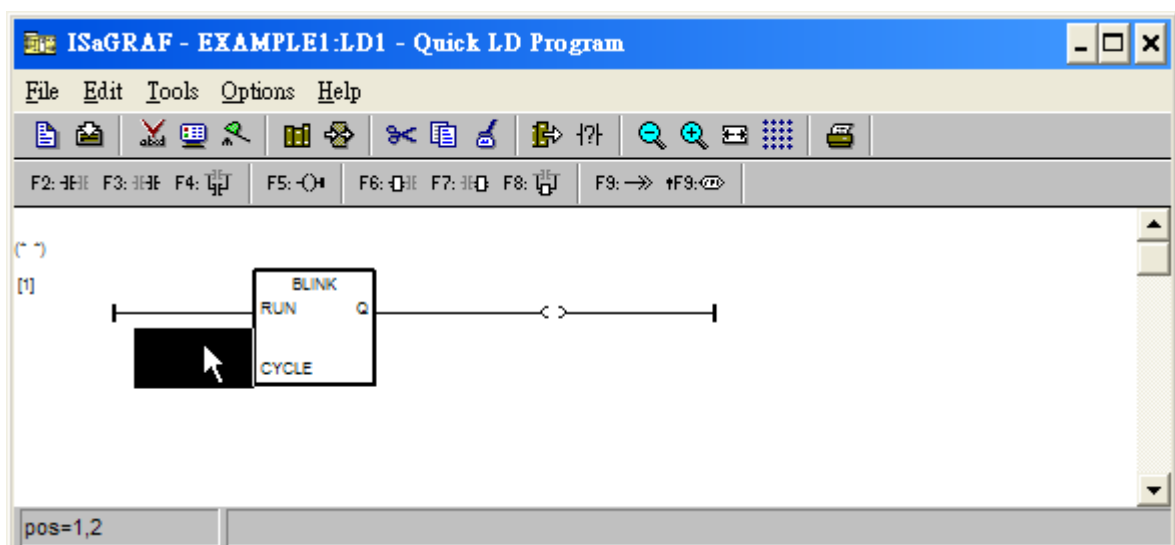 ISaGRAF - EXAMPLE1:LD1 - Quick LD Program
File Edit Tools Options Help
F2: F3: F4: F5: F6: F7: F8: F9: F9:
(* *)
[1]
BLINK
RUN Q
CYCLE
pos=1,2